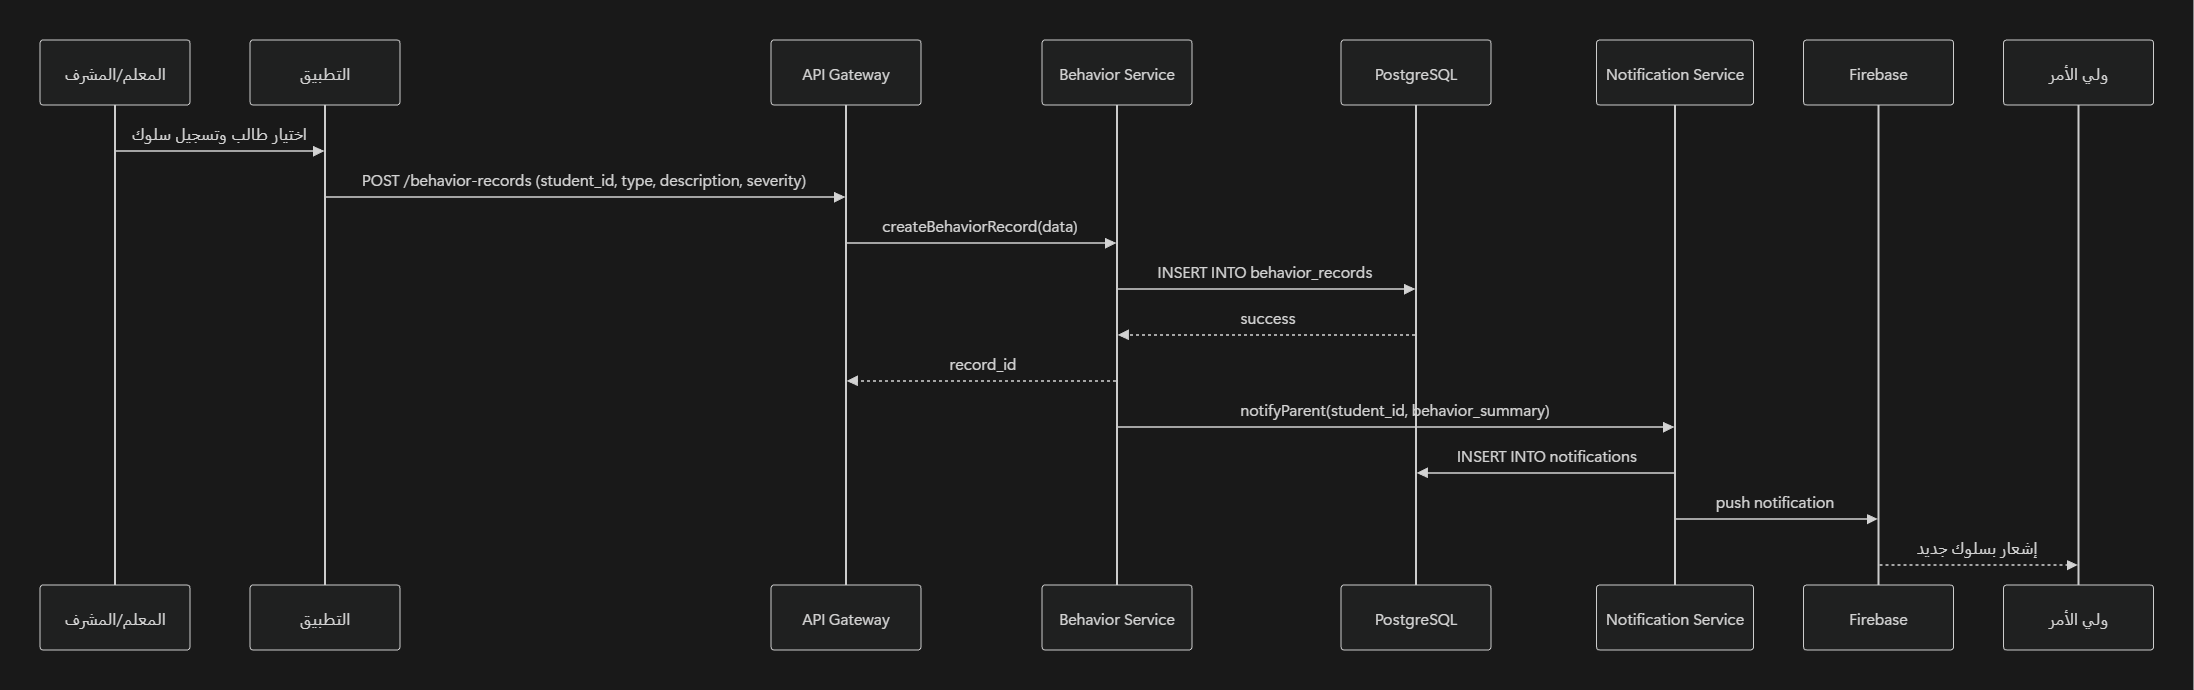 المعلم/المشرف
التطبيق
API Gateway
Behavior Service
PostgreSQL
Notification Service
Firebase
ولي الأمر
اختيار طالب وتسجيل سلوك
POST /behavior-records (student_id, type, description, severity)
createBehaviorRecord(data)
INSERT INTO behavior_records
success
record_id
notifyParent(student_id, behavior_summary)
INSERT INTO notifications
push notification
إشعار بسلوك جديد
المعلم/المشرف
التطبيق
API Gateway
Behavior Service
PostgreSQL
Notification Service
Firebase
ولي الأمر